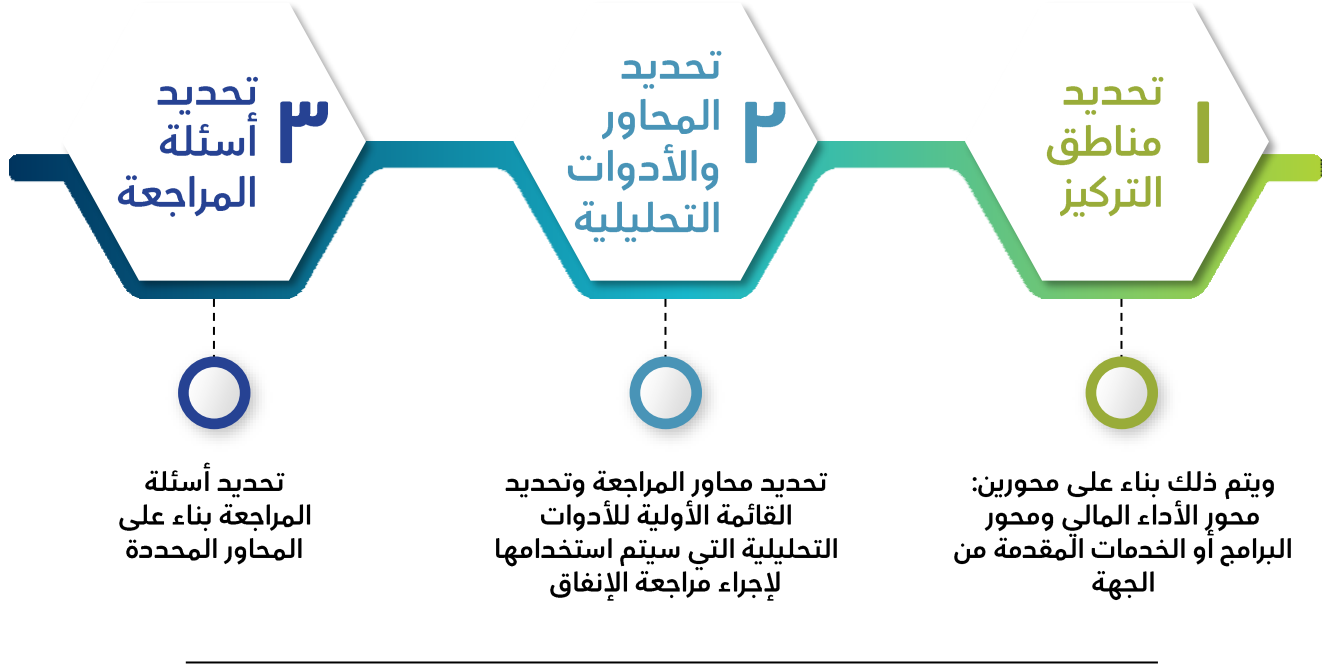 ١
تحديد
مناطق
التركيز
ويتم ذلك بناء على محورين:
محور الأداء المالي ومحور
البرامج أو الخدمات المقدمة من
الجهة
٢
تحديد
المحاور
والأدوات
التحليلية
تحديد محاور المراجعة وتحديد
القائمة الأولية للأدوات
التحليلية التي سيتم استخدامها
لإجراء مراجعة الإنفاق
٣
تحديد
أسئلة
المراجعة
تحديد أسئلة
المراجعة بناء على
المحاور المحددة